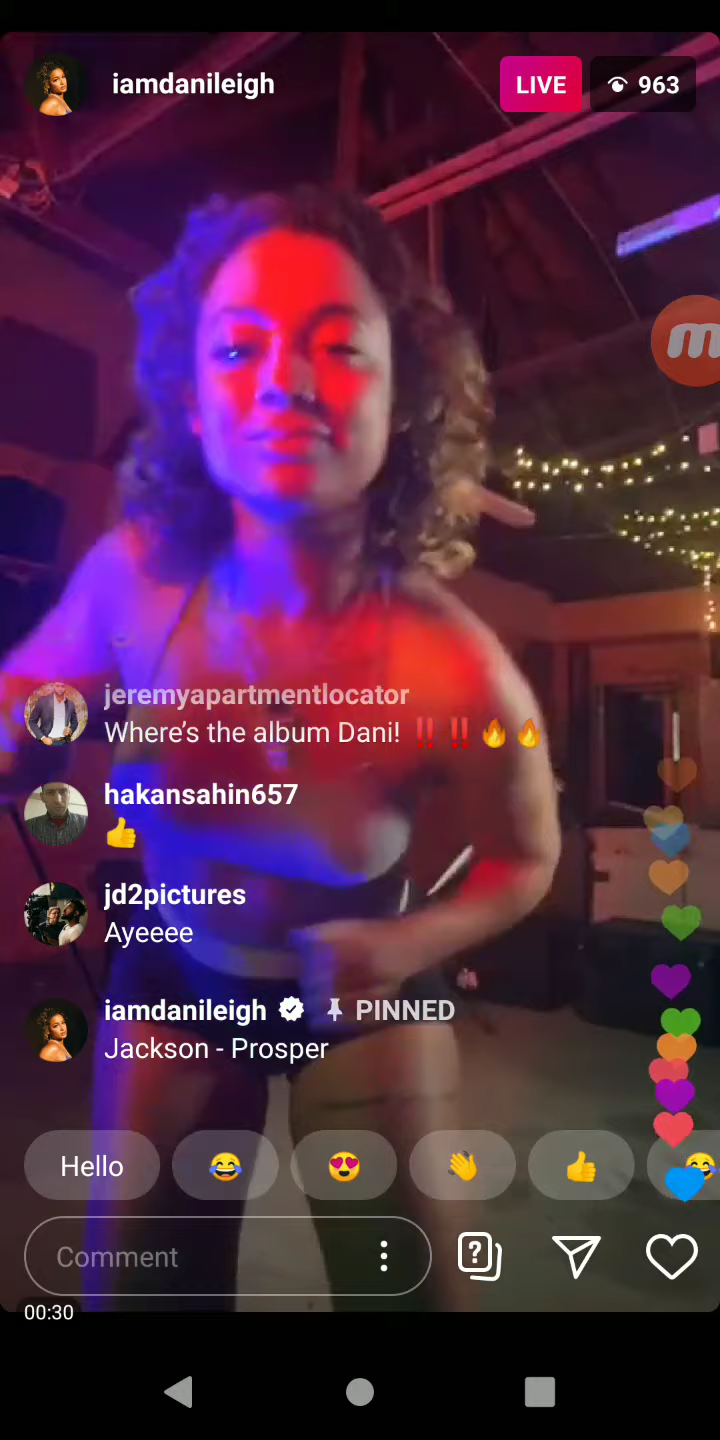 iamdanileigh
LIVE
963
m
jeremyapartmentlocator
Where's the album Dani! ‼️ ‼️ 🔥 🔥
hakansahin657
👍
jd2pictures
Ayeeee
iamdanileigh PINNED
Jackson - Prosper
Hello 😂 😍 👋 👍 😂
Comment
00:30